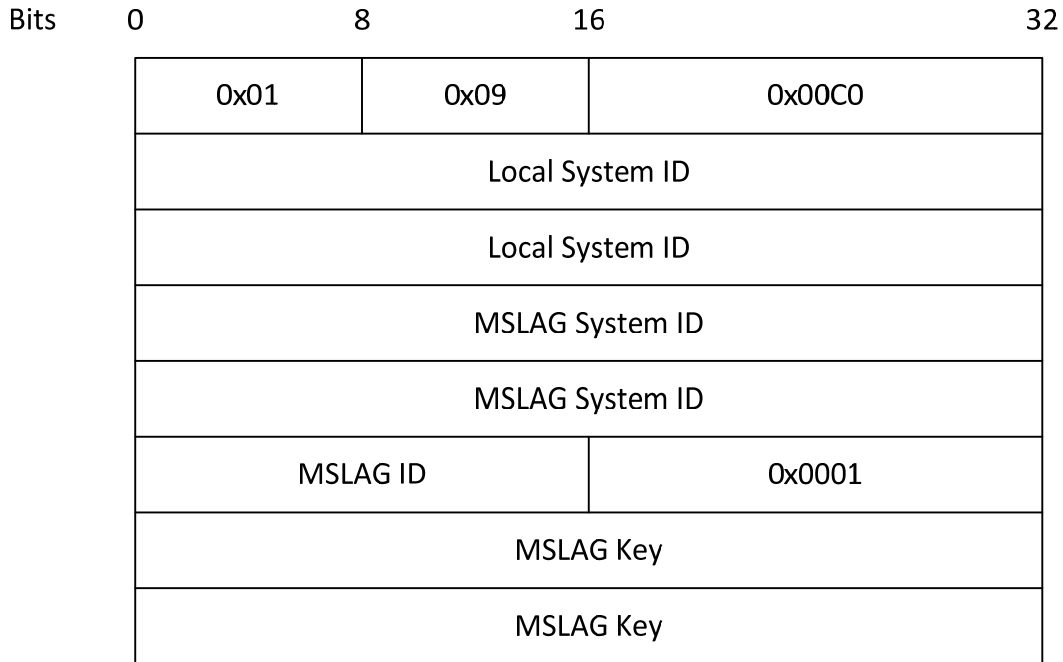 Bits 0 8 16 32
0x01 0x09 0x00C0
Local System ID
Local System ID
MSLAG System ID
MSLAG System ID
MSLAG ID 0x0001
MSLAG Key
MSLAG Key